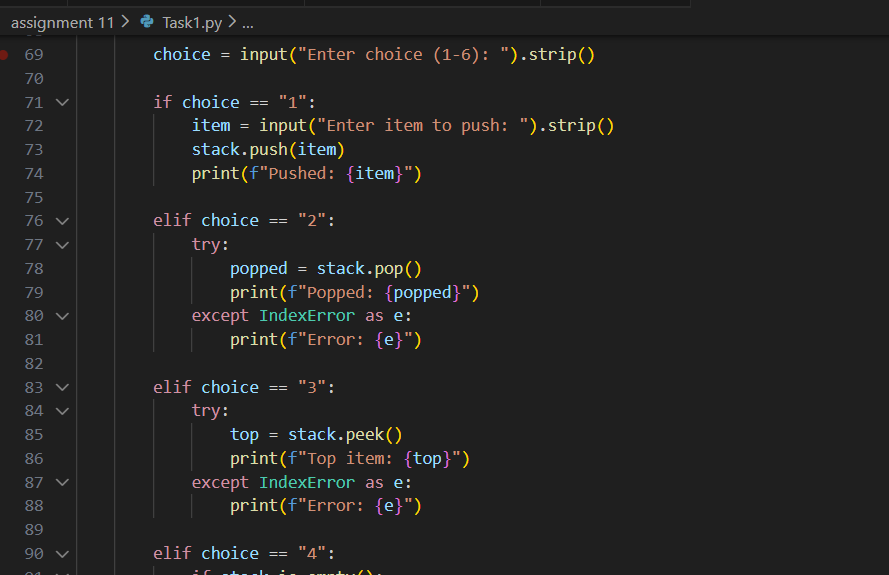 assignment 11 > Task1.py > ...
69 choice = input("Enter choice (1-6): ").strip()
70
71 if choice == "1":
72 item = input("Enter item to push: ").strip()
73 stack.push(item)
74 print(f"Pushed: {item}")
75
76 elif choice == "2":
77 try:
78 popped = stack.pop()
79 print(f"Popped: {popped}")
80 except IndexError as e:
81 print(f"Error: {e}")
82
83 elif choice == "3":
84 try:
85 top = stack.peek()
86 print(f"Top item: {top}")
87 except IndexError as e:
88 print(f"Error: {e}")
89
90 elif choice == "4":